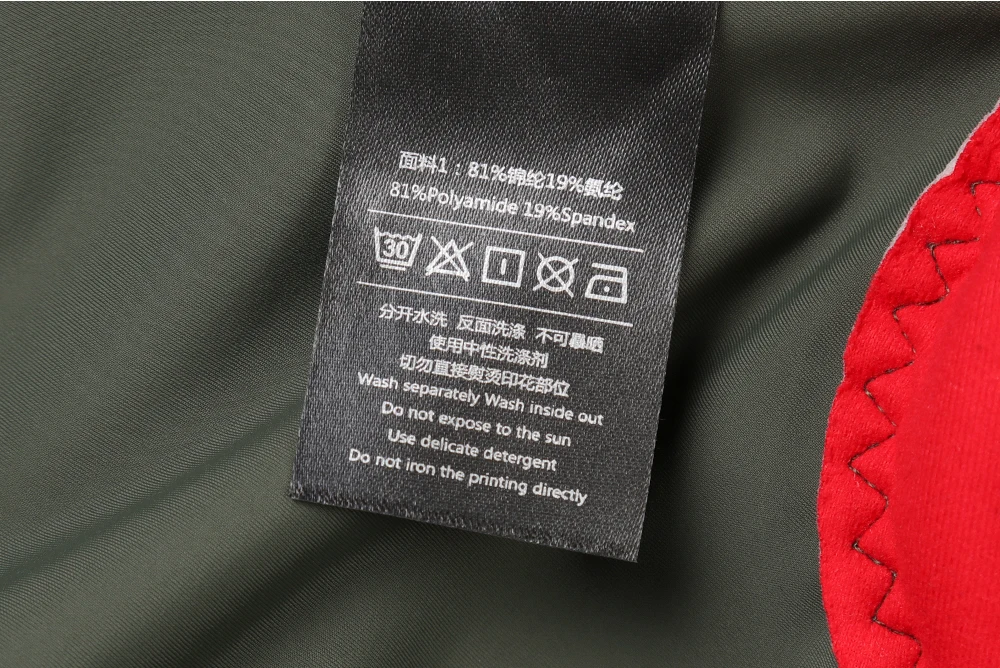 面料1：81%锦纶19%氨纶
81%Polyamide 19%Spandex
30
分开水洗 反面洗涤 不可暴晒
使用中性洗涤剂
切勿直接熨烫印花部位
Wash separately Wash inside out
Do not expose to the sun
Use delicate detergent
Do not iron the printing directly